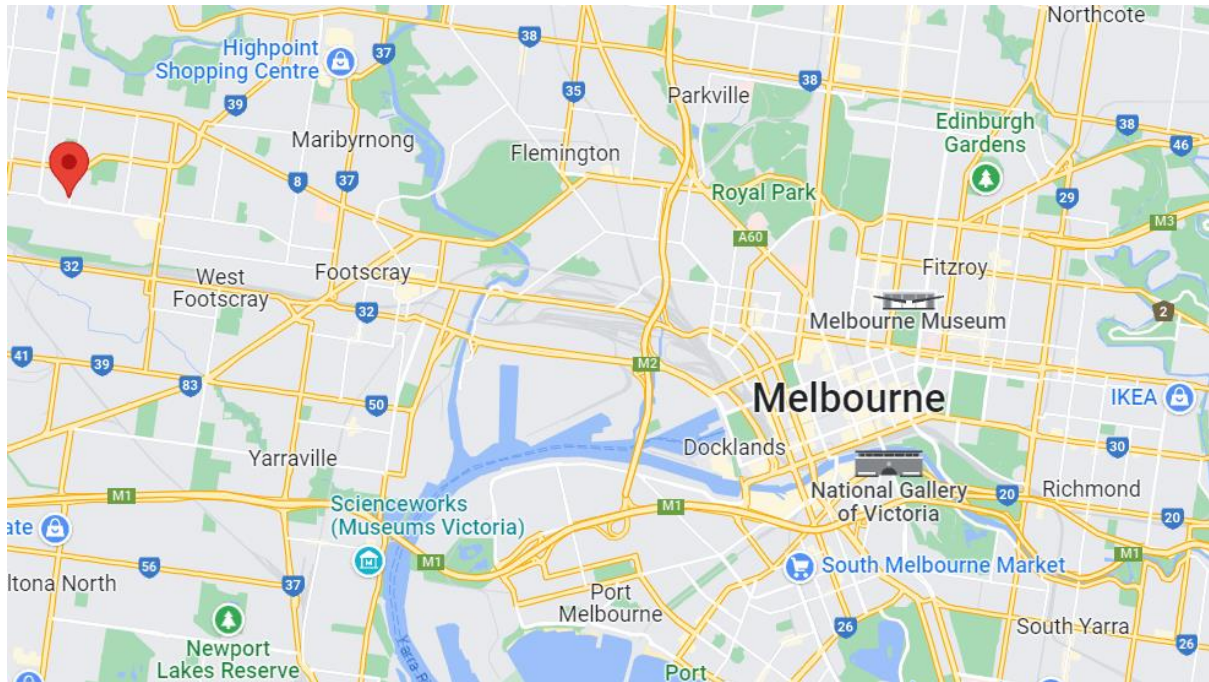 Northcote
38
37
Highpoint
Shopping Centre
38
35
Parkville
39
Edinburgh
Gardens
38
Maribyrnong
Flemington
46
8
37
Royal Park
29
M3
A60
32
West
Footscray
Footscray
Fitzroy
32
Melbourne Museum
2
41
39
M2
83
50
Melbourne
IKEA
Docklands
30
Yarraville
M1
Scienceworks
(Museums Victoria)
M1
National Gallery
of Victoria
20
Richmond
20
ate
56
M1
M1
ltona North
37
South Melbourne Market
Port
Melbourne
Newport
Lakes Reserve
26
South Yarra
26
Yarra R
Port